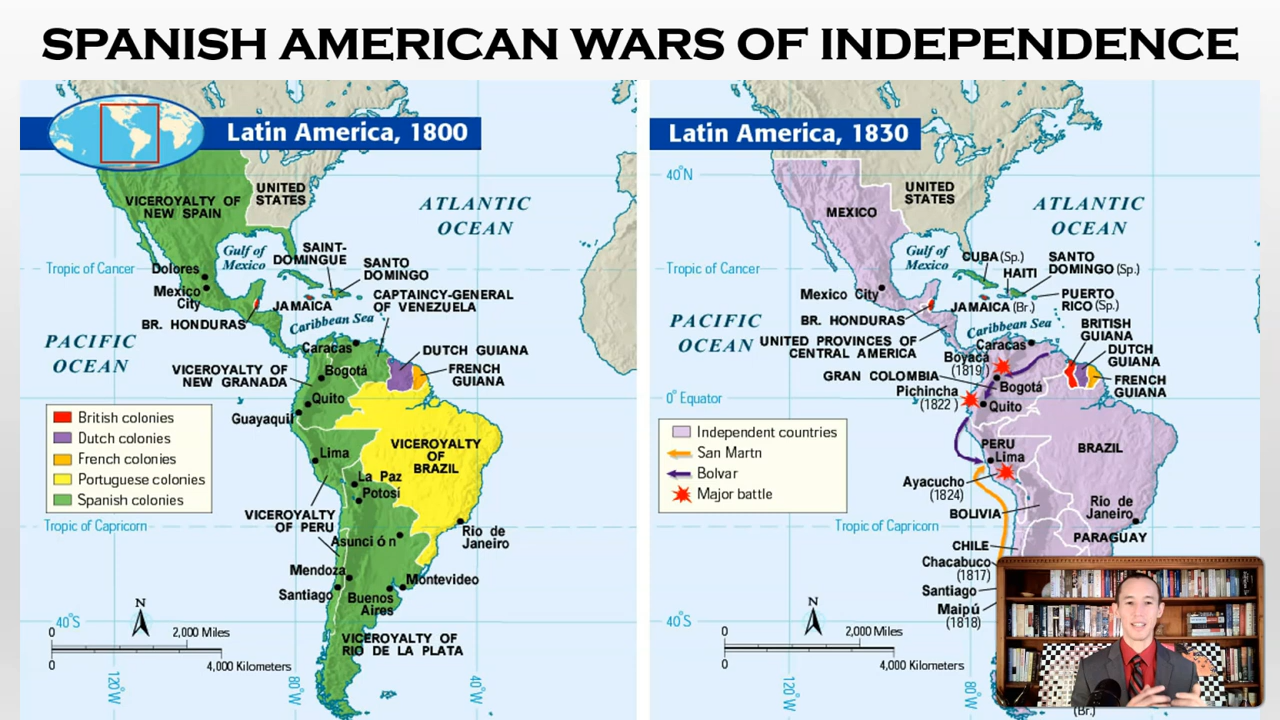 SPANISH AMERICAN WARS OF INDEPENDENCE
Latin America, 1800
UNITED
STATES
VICEROYALTY OF
NEW SPAIN
ATLANTIC
OCEAN
Gulf of
Mexico
SAINT-
DOMINGUE
SANTO
DOMINGO
Tropic of Cancer
Dolores
Mexico
City
JAMAICA
CAPTAINCY-GENERAL
OF VENEZUELA
BR. HONDURAS
Caribbean Sea
PACIFIC
OCEAN
Caracas
DUTCH GUIANA
VICEROYALTY OF
NEW GRANADA
Bogotá
FRENCH
GUIANA
Quito
Guayaquil
British colonies
Dutch colonies
French colonies
Portuguese colonies
Spanish colonies
VICEROYALTY
OF
BRAZIL
Lima
La Paz
Potosí
VICEROYALTY
OF PERU
Tropic of Capricorn
Asunci ó n
Rio de
Janeiro
Mendoza
Montevideo
Santiago
Buenos
Aires
N
40°S
0 2,000 Miles
0 4,000 Kilometers
VICEROYALTY OF
RIO DE LA PLATA
120°W
80°W
40°W
Latin America, 1830
40°N
UNITED
STATES
MEXICO
ATLANTIC
OCEAN
Gulf of
Mexico
CUBA (Sp.)
HAITI
SANTO
DOMINGO (Sp.)
Tropic of Cancer
Mexico City
JAMAICA (Br.)
PUERTO
RICO (Sp.)
BR. HONDURAS
Caribbean Sea
PACIFIC
OCEAN
UNITED PROVINCES OF
CENTRAL AMERICA
Caracas
BRITISH
GUIANA
Boyacá
(1819)
DUTCH
GUIANA
GRAN COLOMBIA
Bogotá
FRENCH
GUIANA
Pichincha
(1822 )
0° Equator
Quito
Independent countries
San Martn
Bolvar
Major battle
PERU
Lima
BRAZIL
Ayacucho
(1824)
BOLIVIA
Rio de
Janeiro
Tropic of Capricorn
PARAGUAY
CHILE
Chacabuco
(1817)
Santiago
Maipú
(1818)
N
40°S
0 2,000 Miles
0 4,000 Kilometers
120°W
80°W
(Br.)